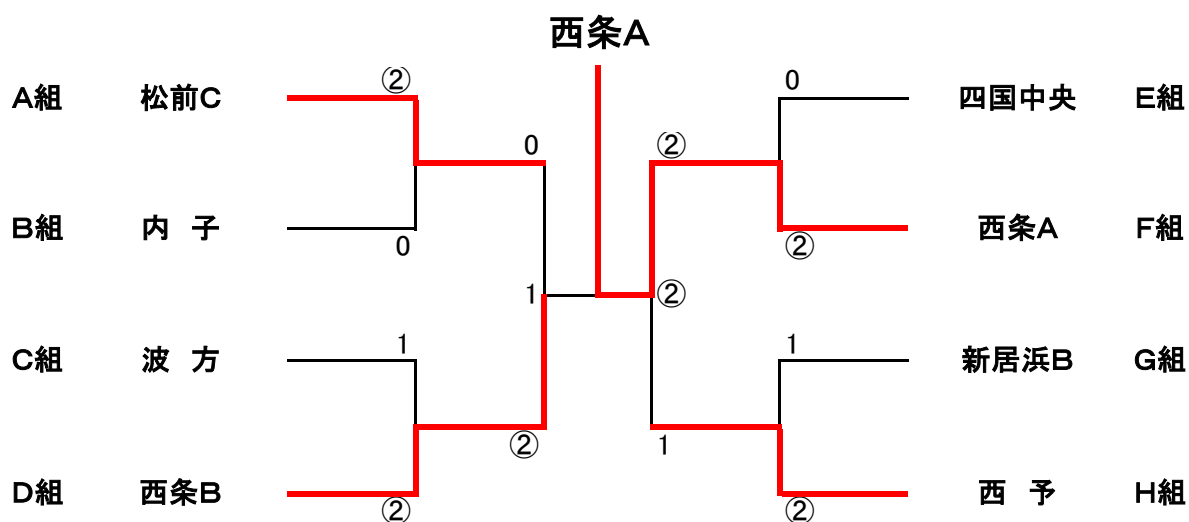 西条A
A組 松前C ② 0 四国中央 E組
0 ②
B組 内 子 0 ② 西条A F組
1 ②
C組 波 方 1 1 新居浜B G組
② 1
D組 西条B ② ② 西 予 H組